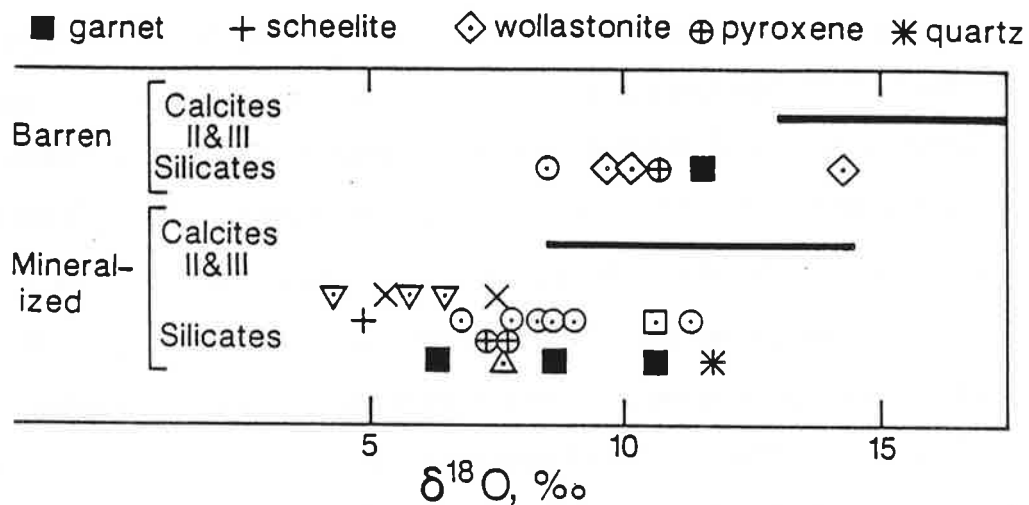 garnet scheelite wollastonite pyroxene quartz
Barren
Calcites
II&III
Silicates
Mineral-
ized
Calcites
II&III
Silicates
5 10 15
δ¹⁸O, ‰